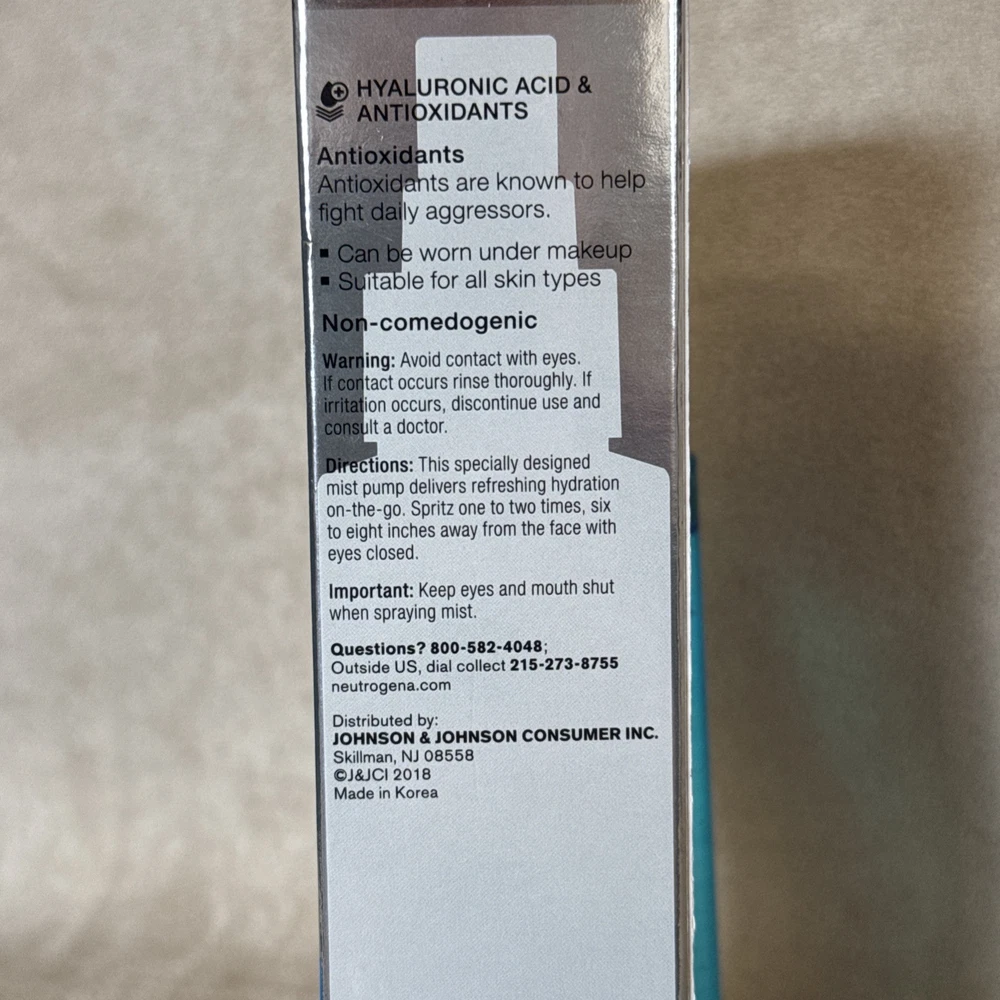 HYALURONIC ACID &
ANTIOXIDANTS
Antioxidants
Antioxidants are known to help
fight daily aggressors.
▪ Can be worn under makeup
▪ Suitable for all skin types
Non-comedogenic
Warning: Avoid contact with eyes.
If contact occurs rinse thoroughly. If
irritation occurs, discontinue use and
consult a doctor.
Directions: This specially designed
mist pump delivers refreshing hydration
on-the-go. Spritz one to two times, six
to eight inches away from the face with
eyes closed.
Important: Keep eyes and mouth shut
when spraying mist.
Questions? 800-582-4048;
Outside US, dial collect 215-273-8755
neutrogena.com
Distributed by:
JOHNSON & JOHNSON CONSUMER INC.
Skillman, NJ 08558
©J&JCI 2018
Made in Korea